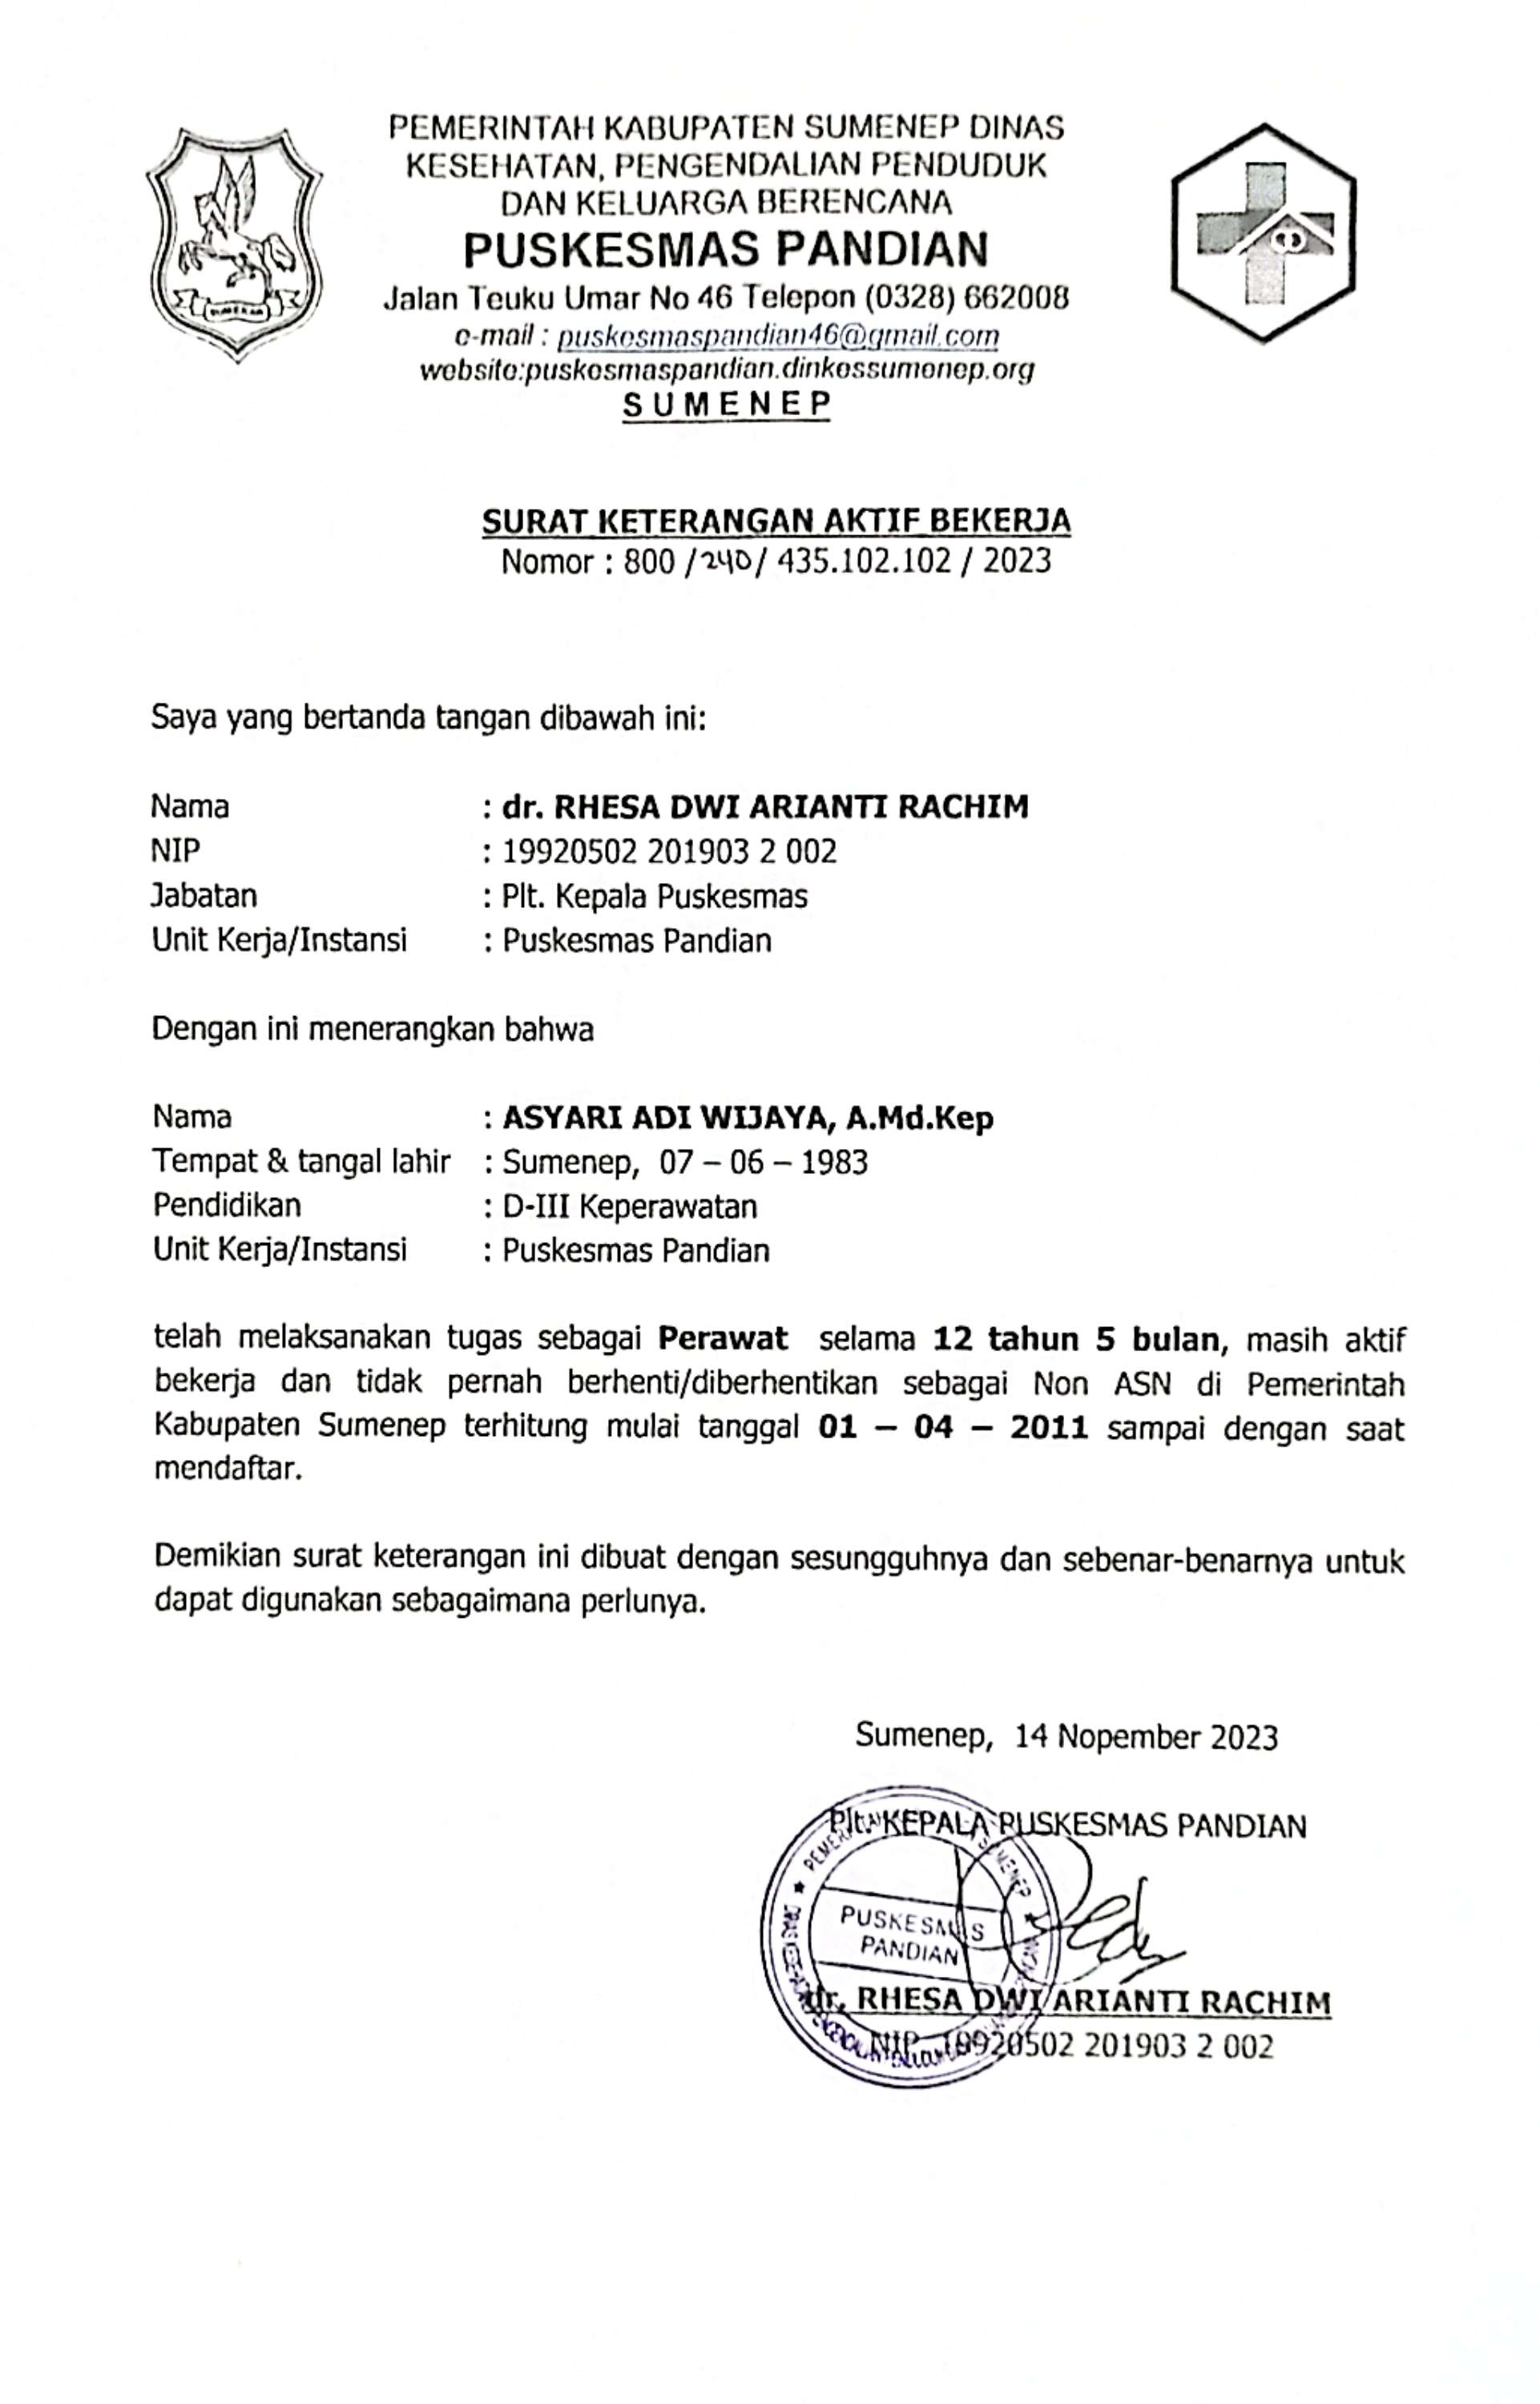 PEMERINTAH KABUPATEN SUMENEP DINAS
KESEHATAN, PENGENDALIAN PENDUDUK
DAN KELUARGA BERENCANA
PUSKESMAS PANDIAN
Jalan Teuku Umar No 46 Telepon (0328) 662008
e-mail : puskesmaspandian46@gmail.com
website:puskesmaspandian.dinkessumenep.org
SUMENEP
SURAT KETERANGAN AKTIF BEKERJA
Nomor : 800 /240/ 435.102.102 / 2023
Saya yang bertanda tangan dibawah ini:
Nama : dr. RHESA DWI ARIANTI RACHIM
NIP : 19920502 201903 2 002
Jabatan : Plt. Kepala Puskesmas
Unit Kerja/Instansi : Puskesmas Pandian
Dengan ini menerangkan bahwa
Nama : ASYARI ADI WIJAYA, A.Md.Kep
Tempat & tangal lahir : Sumenep, 07 – 06 – 1983
Pendidikan : D-III Keperawatan
Unit Kerja/Instansi : Puskesmas Pandian
telah melaksanakan tugas sebagai Perawat selama 12 tahun 5 bulan, masih aktif
bekerja dan tidak pernah berhenti/diberhentikan sebagai Non ASN di Pemerintah
Kabupaten Sumenep terhitung mulai tanggal 01 – 04 – 2011 sampai dengan saat
mendaftar.
Demikian surat keterangan ini dibuat dengan sesungguhnya dan sebenar-benarnya untuk
dapat digunakan sebagaimana perlunya.
Sumenep, 14 Nopember 2023
Plt. KEPALA PUSKESMAS PANDIAN
PUSKESMAS
PANDIAN
dr. RHESA DWI ARIANTI RACHIM
NIP. 19920502 201903 2 002